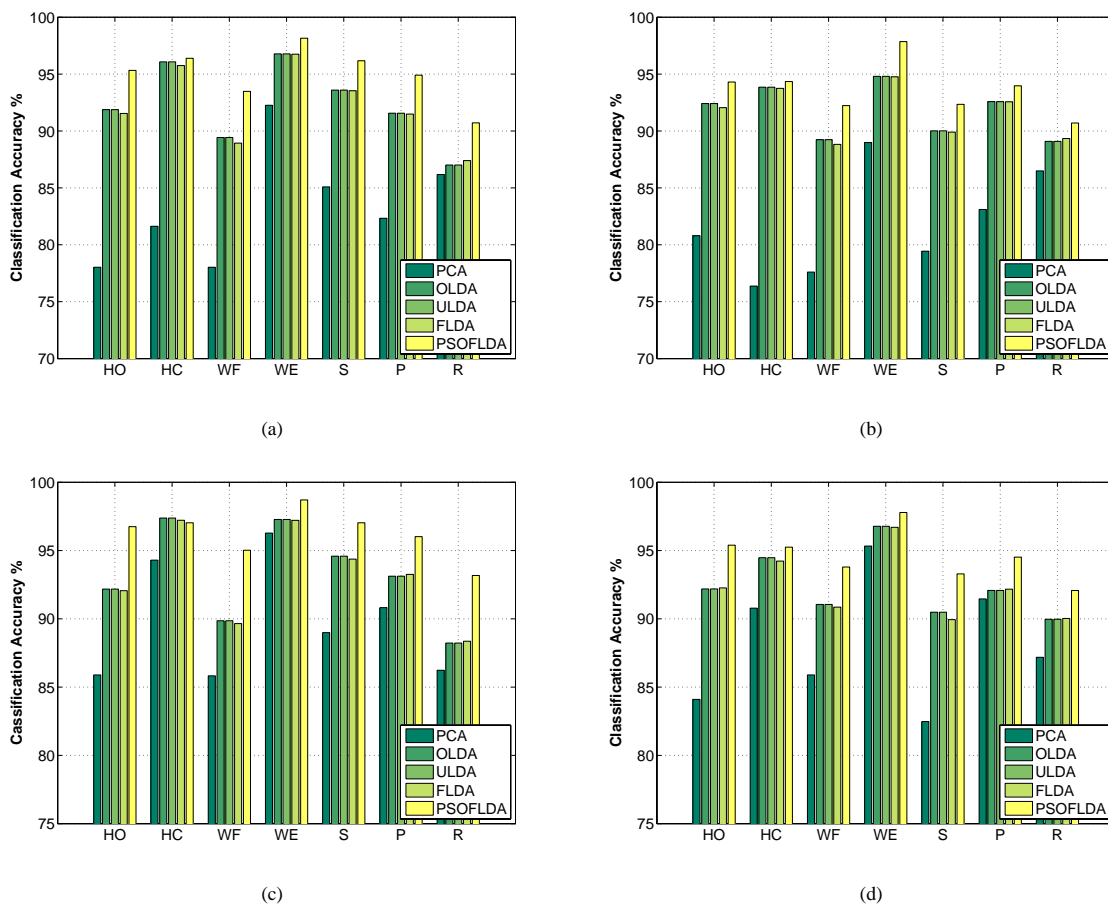 100
95
90
85
80
75
70
Classification Accuracy %
HO HC WF WE S P R
PCA
OLDA
ULDA
FLDA
PSOFLDA
(a)
100
95
90
85
80
75
70
Classification Accuracy %
HO HC WF WE S P R
PCA
OLDA
ULDA
FLDA
PSOFLDA
(b)
100
95
90
85
80
75
Cassification Accuracy %
HO HC WF WE S P R
PCA
OLDA
ULDA
FLDA
PSOFLDA
(c)
100
95
90
85
80
75
Classification Accuracy %
HO HC WF WE S P R
PCA
OLDA
ULDA
FLDA
PSOFLDA
(d)